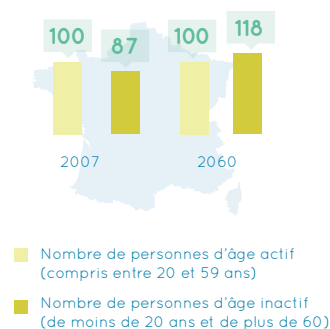 100
87
100
118
2007
2060
Nombre de personnes d'âge actif
(compris entre 20 et 59 ans)
Nombre de personnes d'âge inactif
(de moins de 20 ans et de plus de 60)